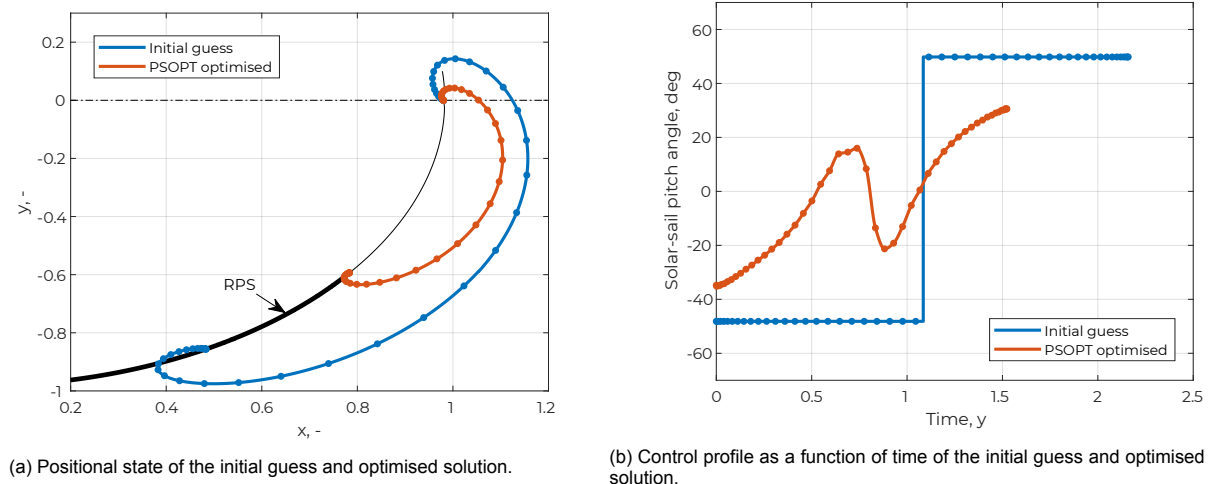 0.2
0
-0.2
-0.4
-0.6
-0.8
-1
y, -
Initial guess
PSOPT optimised
RPS
0.2 0.4 0.6 0.8 1 1.2
x, -
(a) Positional state of the initial guess and optimised solution.
60
40
20
0
-20
-40
-60
Solar-sail pitch angle, deg
Initial guess
PSOPT optimised
0 0.5 1 1.5 2 2.5
Time, y
(b) Control profile as a function of time of the initial guess and optimised
solution.